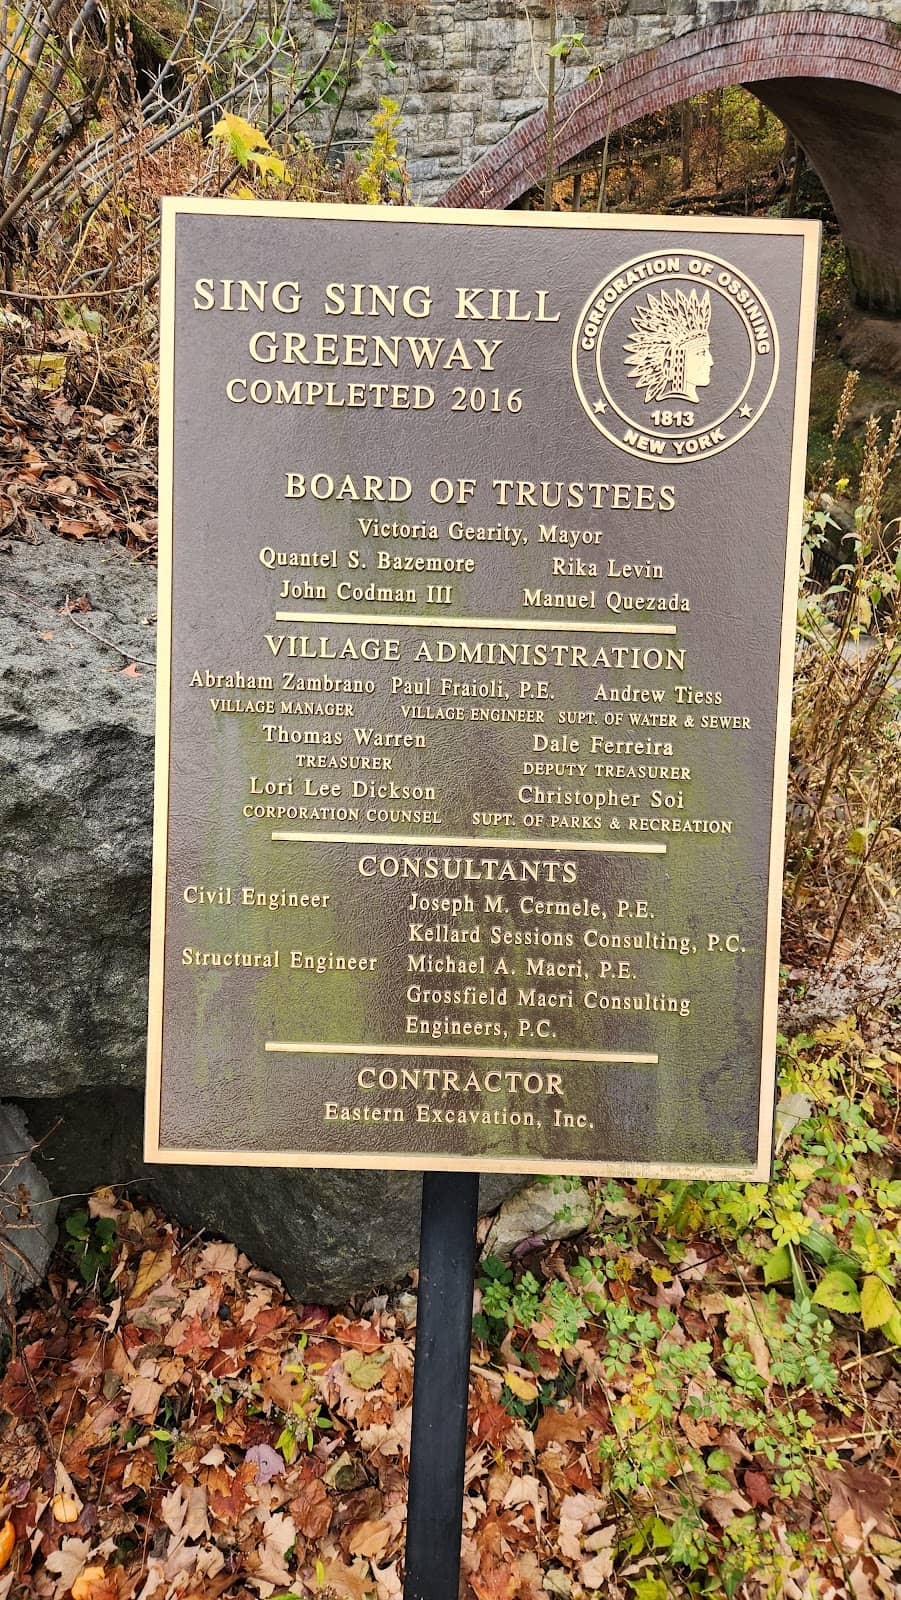 SING SING KILL
GREENWAY
COMPLETED 2016
CORPORATION OF OSSINING
1813
NEW YORK
BOARD OF TRUSTEES
Victoria Gearity, Mayor
Quantel S. Bazemore Rika Levin
John Codman III Manuel Quezada
VILLAGE ADMINISTRATION
Abraham Zambrano Paul Fraioli, P.E. Andrew Tiess
VILLAGE MANAGER VILLAGE ENGINEER SUPT. OF WATER & SEWER
Thomas Warren Dale Ferreira
TREASURER DEPUTY TREASURER
Lori Lee Dickson Christopher Soi
CORPORATION COUNSEL SUPT. OF PARKS & RECREATION
CONSULTANTS
Civil Engineer Joseph M. Cermele, P.E.
Kellard Sessions Consulting, P.C.
Structural Engineer Michael A. Macri, P.E.
Grossfield Macri Consulting
Engineers, P.C.
CONTRACTOR
Eastern Excavation, Inc.